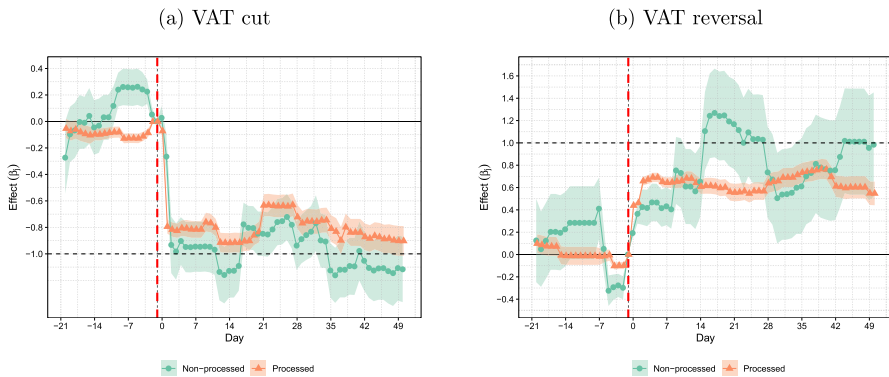 (a) VAT cut
(b) VAT reversal
0.4
0.2
0.0
−0.2
−0.4
−0.6
−0.8
−1.0
−1.2
Effect (βj)
−21 −14 −7 0 7 14 21 28 35 42 49
Day
Non−processed Processed
1.6
1.4
1.2
1.0
0.8
0.6
0.4
0.2
0.0
−0.2
−0.4
Effect (βj)
−21 −14 −7 0 7 14 21 28 35 42 49
Day
Non−processed Processed